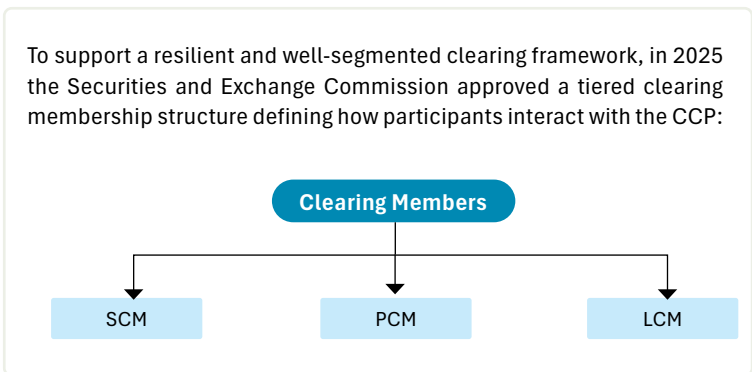 To support a resilient and well-segmented clearing framework, in 2025
the Securities and Exchange Commission approved a tiered clearing
membership structure defining how participants interact with the CCP:
Clearing Members
SCM
PCM
LCM